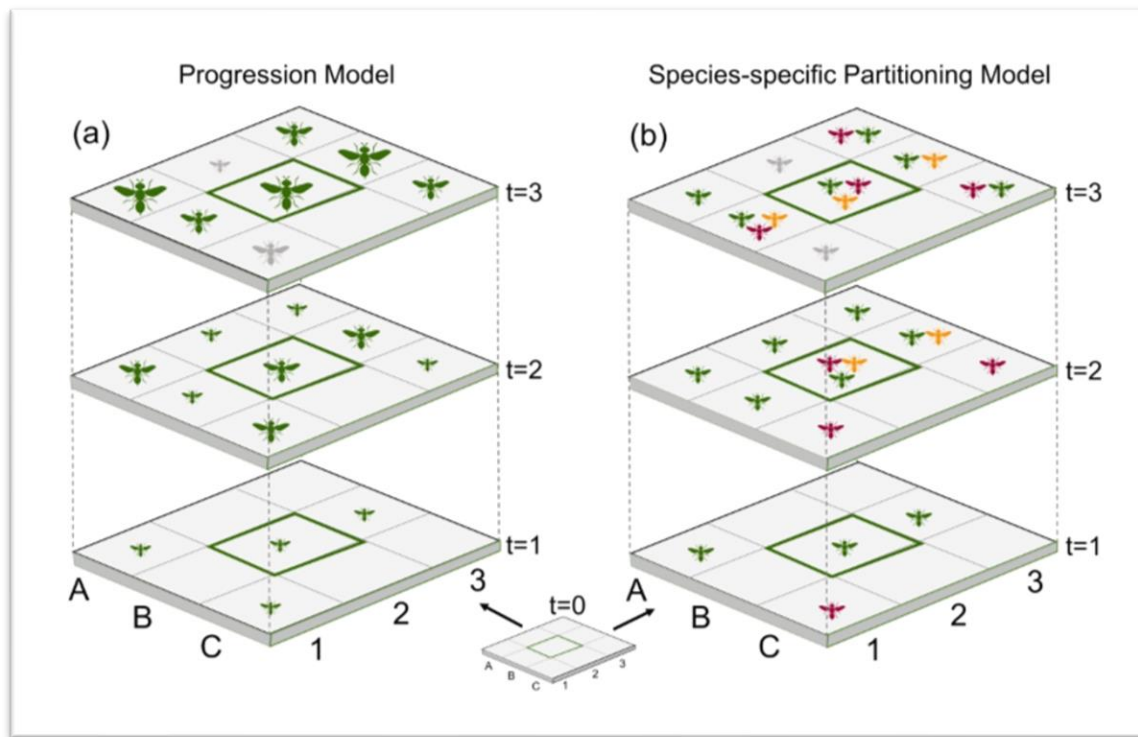 Progression Model
Species-specific Partitioning Model
(a)
(b)
t=3
t=3
t=2
t=2
t=1
t=1
A
B
C
1
2
3
t=0
A
B
C
1
2
3
A
B
C
1
2
3